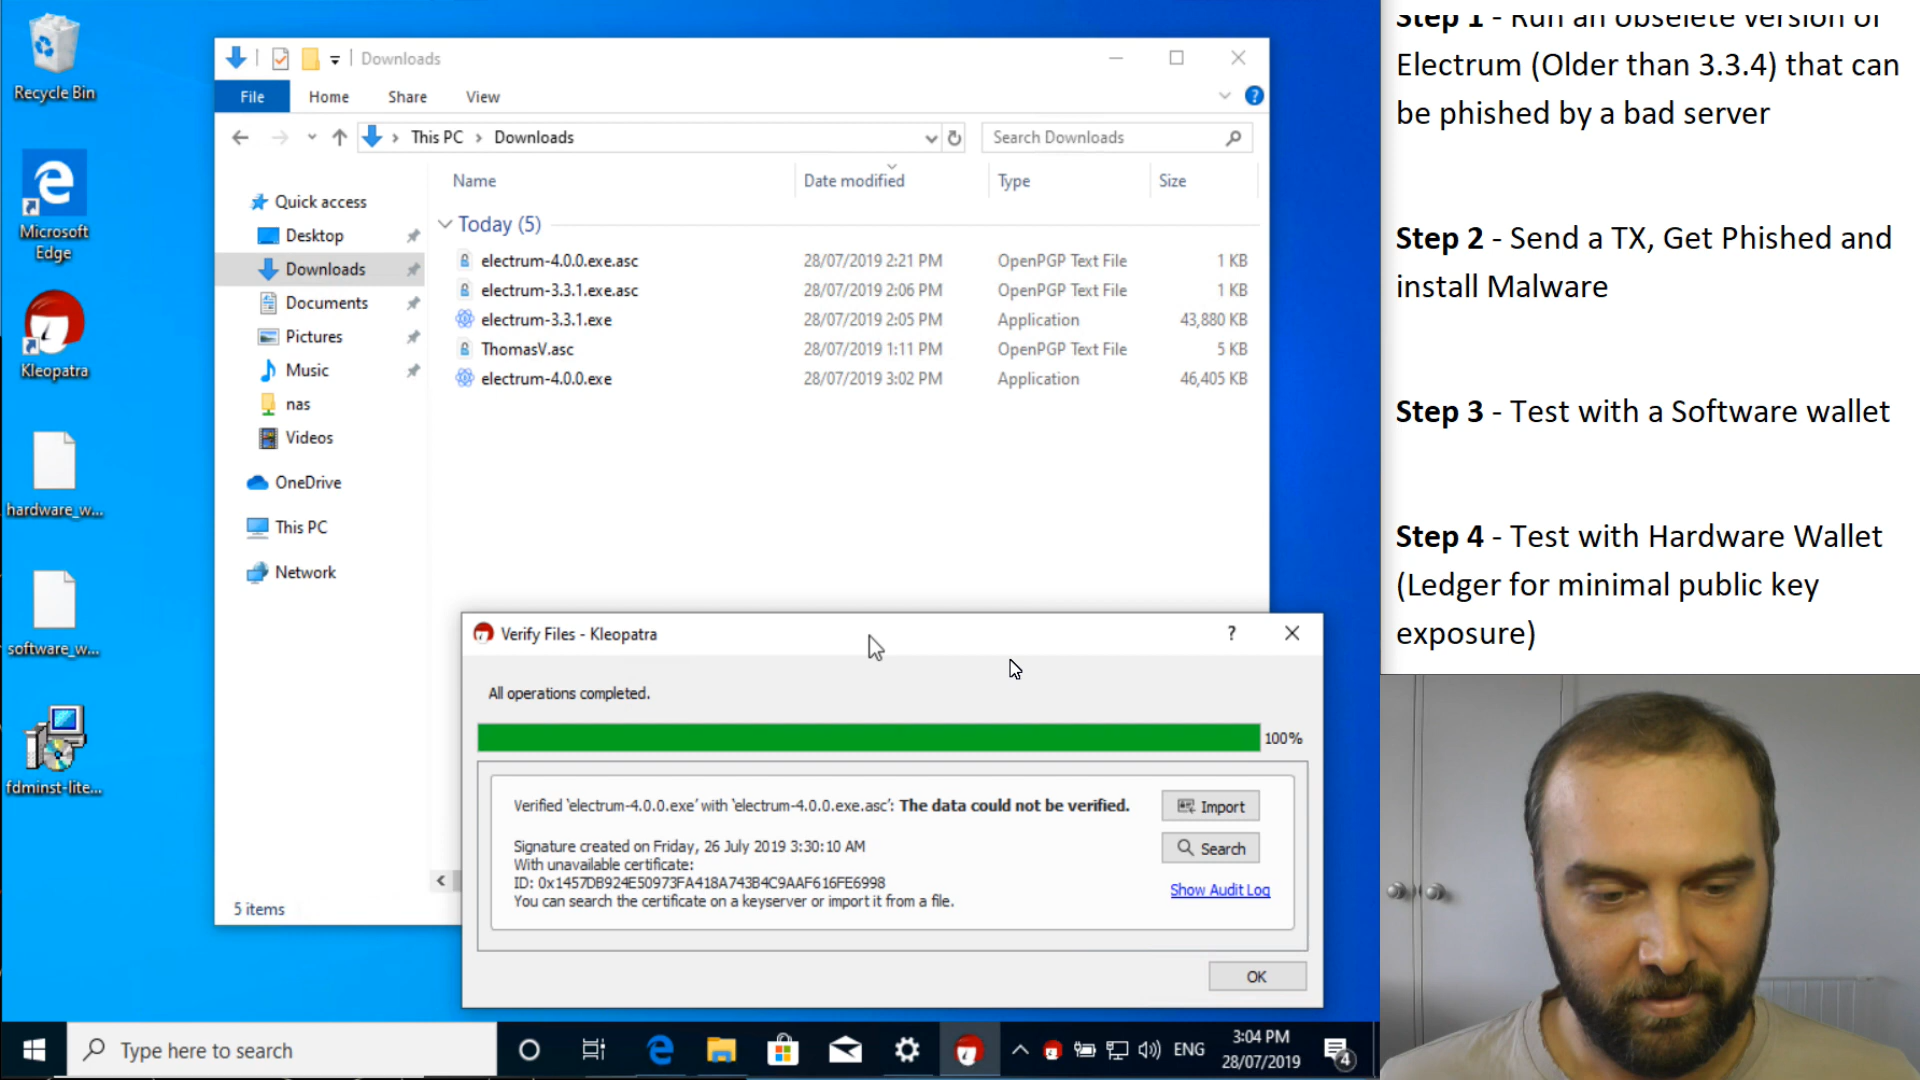 Recycle Bin
Microsoft
Edge
Kleopatra
hardware_w...
software_w...
fdminst-lite...
Downloads
File
Home
Share
View
This PC
Downloads
Search Downloads
Name
Date modified
Type
Size
Quick access
Desktop
Downloads
Documents
Pictures
Music
nas
Videos
OneDrive
This PC
Network
Today (5)
electrum-4.0.0.exe.asc 28/07/2019 2:21 PM OpenPGP Text File 1 KB
electrum-3.3.1.exe.asc 28/07/2019 2:06 PM OpenPGP Text File 1 KB
electrum-3.3.1.exe 28/07/2019 2:05 PM Application 43,880 KB
ThomasV.asc 28/07/2019 1:11 PM OpenPGP Text File 5 KB
electrum-4.0.0.exe 28/07/2019 3:02 PM Application 46,405 KB
5 items
Verify Files - Kleopatra
?
All operations completed.
100%
Verified 'electrum-4.0.0.exe' with 'electrum-4.0.0.exe.asc': The data could not be verified.
Import
Signature created on Friday, 26 July 2019 3:30:10 AM
With unavailable certificate:
ID: 0x1457DB924E50973FA418A743B4C9AAF616FE6998
You can search the certificate on a keyserver or import it from a file.
Search
Show Audit Log
OK
Type here to search
ENG
3:04 PM
28/07/2019
4
Step 1 - Run an obselete version of
Electrum (Older than 3.3.4) that can
be phished by a bad server
Step 2 - Send a TX, Get Phished and
install Malware
Step 3 - Test with a Software wallet
Step 4 - Test with Hardware Wallet
(Ledger for minimal public key
exposure)